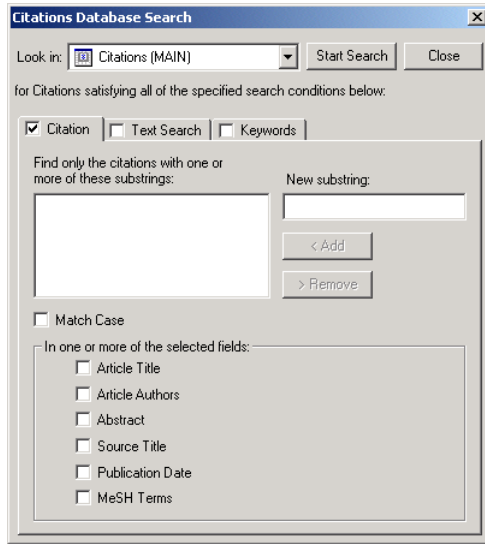 Citations Database Search
Look in: Citations (MAIN) Start Search Close
for Citations satisfying all of the specified search conditions below:
Citation Text Search Keywords
Find only the citations with one or
more of these substrings:
New substring:
< Add
> Remove
Match Case
In one or more of the selected fields:
Article Title
Article Authors
Abstract
Source Title
Publication Date
MeSH Terms